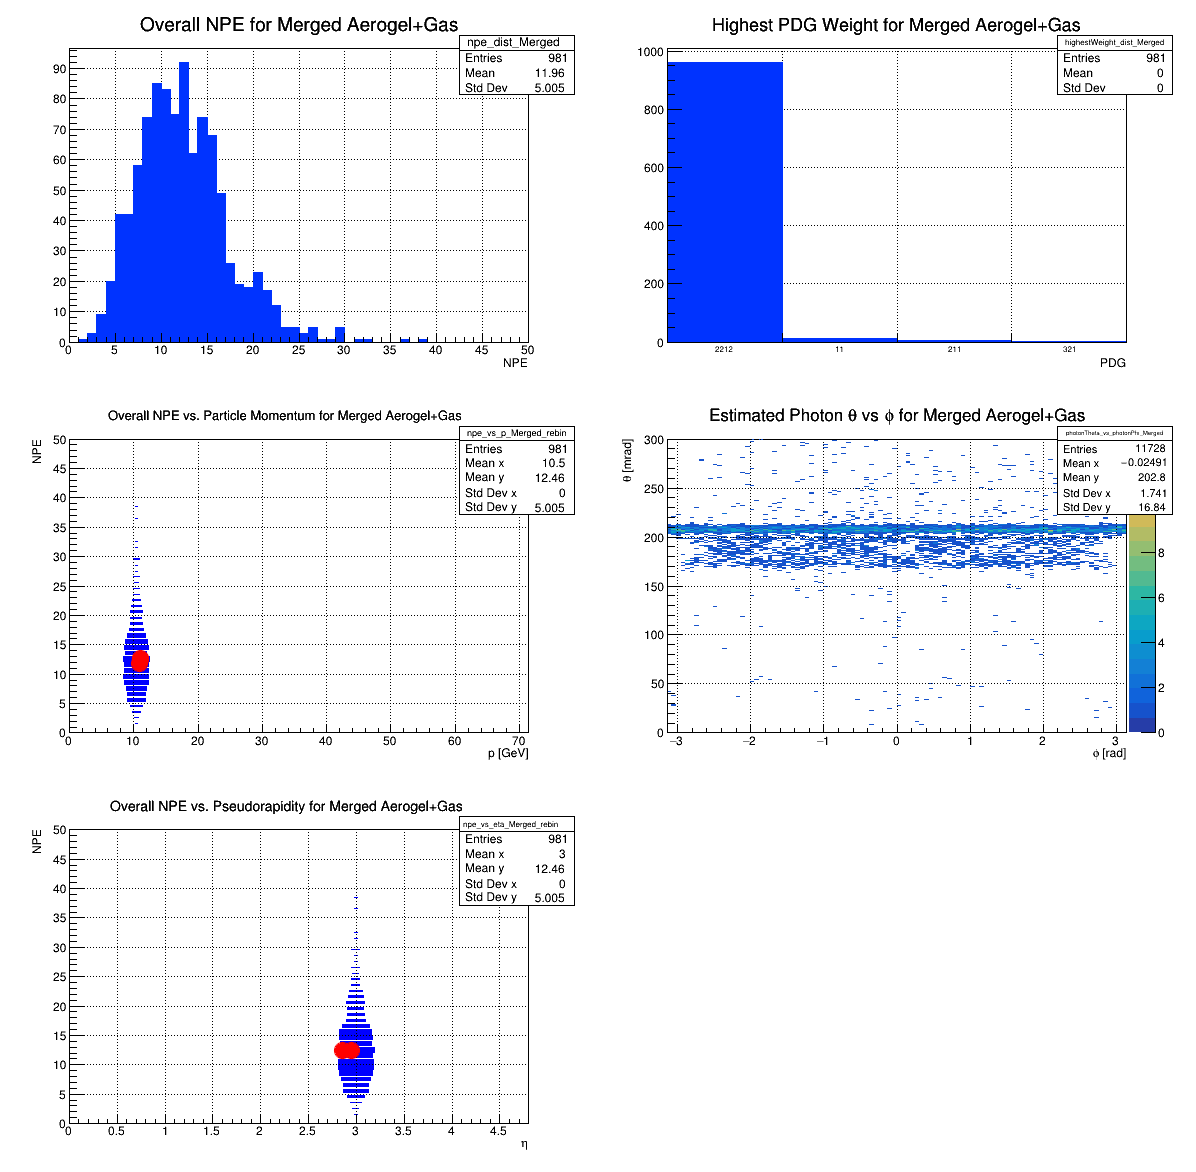 Overall NPE for Merged Aerogel+Gas
npe_dist_Merged
Entries 981
Mean 11.96
Std Dev 5.005
90
80
70
60
50
40
30
20
10
0
0 5 10 15 20 25 30 35 40 45 50
NPE
Highest PDG Weight for Merged Aerogel+Gas
highestWeight_dist_Merged
Entries 981
Mean 0
Std Dev 0
1000
800
600
400
200
0
2212 11 211 321
PDG
Overall NPE vs. Particle Momentum for Merged Aerogel+Gas
npe_vs_p_Merged_rebin
Entries 981
Mean x 10.5
Mean y 12.46
Std Dev x 0
Std Dev y 5.005
NPE
50
45
40
35
30
25
20
15
10
5
0
0 10 20 30 40 50 60 70
p [GeV]
Estimated Photon θ vs ϕ for Merged Aerogel+Gas
photonTheta_vs_photonPhi_Merged
Entries 11728
Mean x −0.02491
Mean y 202.8
Std Dev x 1.741
Std Dev y 16.84
θ [mrad]
300
250
200
150
100
50
0
−3 −2 −1 0 1 2 3
ϕ [rad]
8
6
4
2
0
Overall NPE vs. Pseudorapidity for Merged Aerogel+Gas
npe_vs_eta_Merged_rebin
Entries 981
Mean x 3
Mean y 12.46
Std Dev x 0
Std Dev y 5.005
NPE
50
45
40
35
30
25
20
15
10
5
0
0 0.5 1 1.5 2 2.5 3 3.5 4 4.5
η